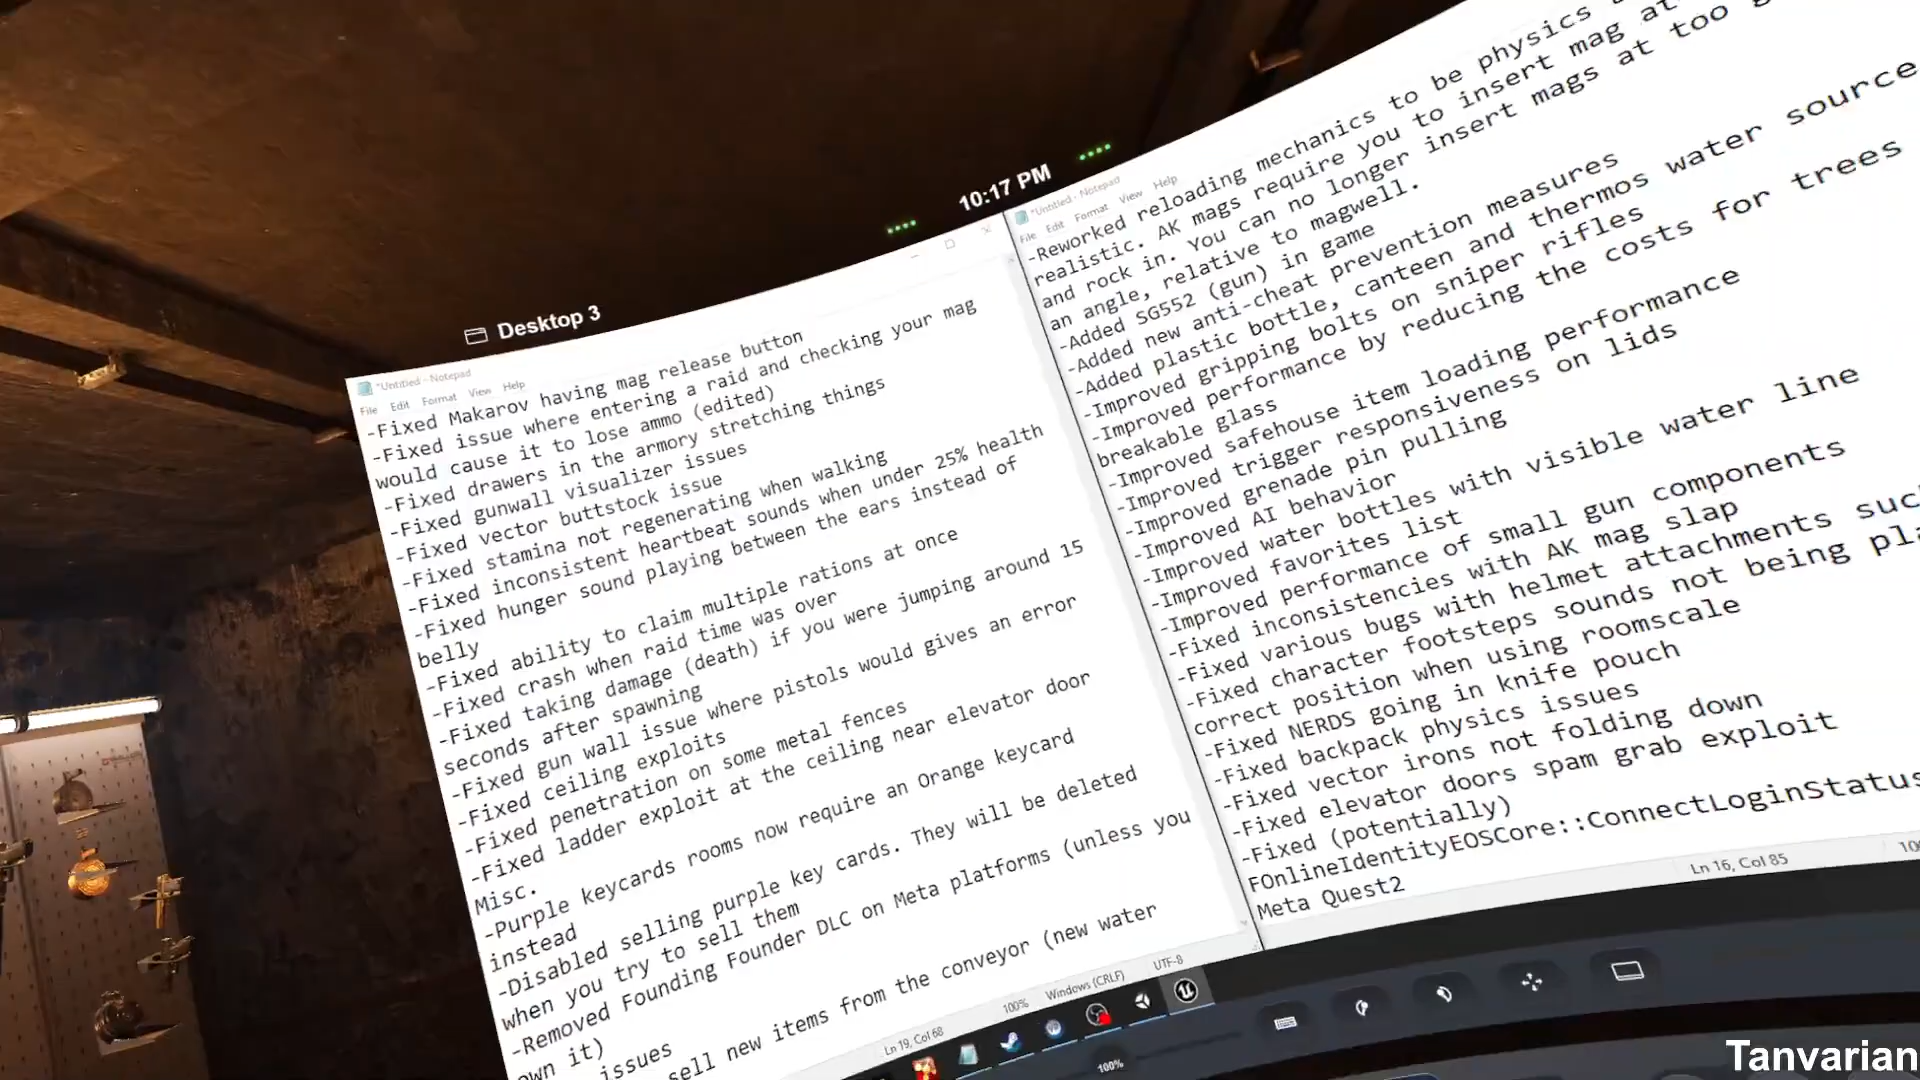 Desktop 3
10:17 PM
*Untitled - Notepad
File Edit Format View Help
-Fixed Makarov having mag release button
-Fixed issue where entering a raid and checking your mag
would cause it to lose ammo (edited)
-Fixed drawers in the armory stretching things
-Fixed gunwall visualizer issues
-Fixed vector buttstock issue
-Fixed stamina not regenerating when walking
-Fixed inconsistent heartbeat sounds when under 25% health
-Fixed hunger sound playing between the ears instead of
belly
-Fixed ability to claim multiple rations at once
-Fixed crash when raid time was over
-Fixed taking damage (death) if you were jumping around 15
seconds after spawning
-Fixed gun wall issue where pistols would gives an error
-Fixed ceiling exploits
-Fixed penetration on some metal fences
-Fixed ladder exploit at the ceiling near elevator door
Misc.
-Purple keycards rooms now require an Orange keycard
instead
-Disabled selling purple key cards. They will be deleted
when you try to sell them
-Removed Founding Founder DLC on Meta platforms (unless you
own it)
issues
sell new items from the conveyor (new water
Ln 19, Col 68
100%
Windows (CRLF)
UTF-8
*Untitled - Notepad
File Edit Format View Help
-Reworked reloading mechanics to be physics
realistic. AK mags require you to insert mag at
and rock in. You can no longer insert mags at too
an angle, relative to magwell.
-Added SG552 (gun) in game
-Added new anti-cheat prevention measures
-Added plastic bottle, canteen and thermos water source
-Improved gripping bolts on sniper rifles
-Improved performance by reducing the costs for trees
breakable glass
-Improved safehouse item loading performance
-Improved trigger responsiveness on lids
-Improved grenade pin pulling
-Improved AI behavior
-Improved water bottles with visible water line
-Improved favorites list
-Improved performance of small gun components
-Fixed inconsistencies with AK mag slap
-Fixed various bugs with helmet attachments
-Fixed character footsteps sounds not being
correct position when using roomscale
-Fixed NERDS going in knife pouch
-Fixed backpack physics issues
-Fixed vector irons not folding down
-Fixed elevator doors spam grab exploit
-Fixed (potentially)
FOnlineIdentityEOSCore::ConnectLoginStatus
Meta Quest2
Ln 16, Col 85
100%
Tanvarian